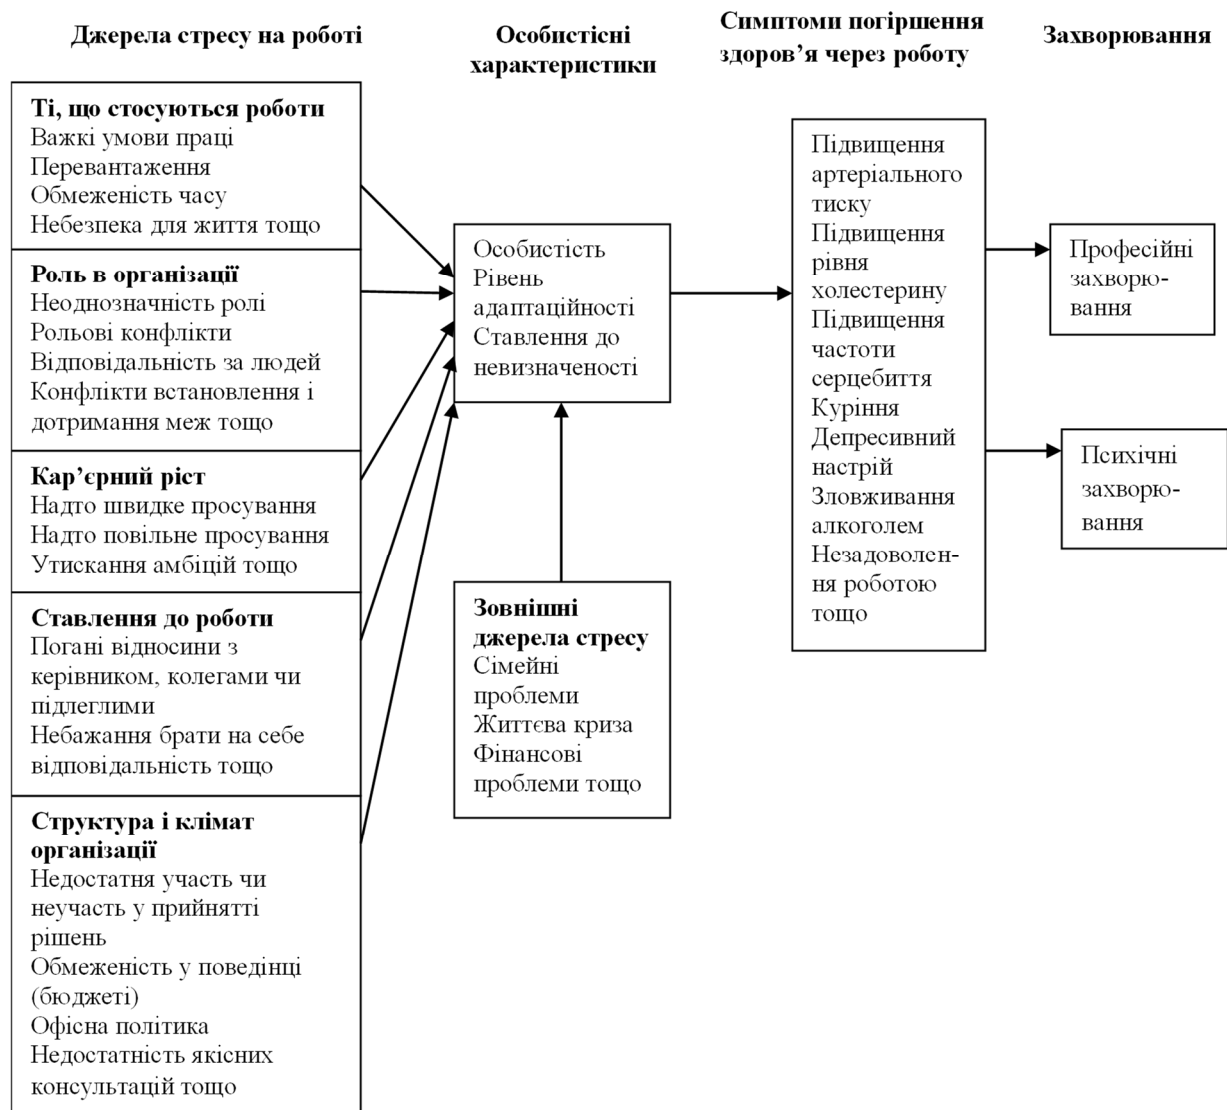 Джерела стресу на роботі
Особистісні
характеристики
Симптоми погіршення
здоров’я через роботу
Захворювання
Ті, що стосуються роботи
Важкі умови праці
Перевантаження
Обмеженість часу
Небезпека для життя тощо
Роль в організації
Неоднозначність ролі
Рольові конфлікти
Відповідальність за людей
Конфлікти встановлення і
дотримання меж тощо
Кар’єрний ріст
Надто швидке просування
Надто повільне просування
Утискання амбіцій тощо
Ставлення до роботи
Погані відносини з
керівником, колегами чи
підлеглими
Небажання брати на себе
відповідальність тощо
Структура і клімат
організації
Недостатня участь чи
неучасть у прийнятті
рішень
Обмеженість у поведінці
(бюджеті)
Офісна політика
Недостатність якісних
консультацій тощо
Особистість
Рівень
адаптаційності
Ставлення до
невизначеності
Зовнішні
джерела стресу
Сімейні
проблеми
Життєва криза
Фінансові
проблеми тощо
Підвищення
артеріального
тиску
Підвищення
рівня
холестерину
Підвищення
частоти
серцебиття
Куріння
Депресивний
настрій
Зловживання
алкоголем
Незадоволен-
ня роботою
тощо
Професійні
захворю-
вання
Психічні
захворю-
вання